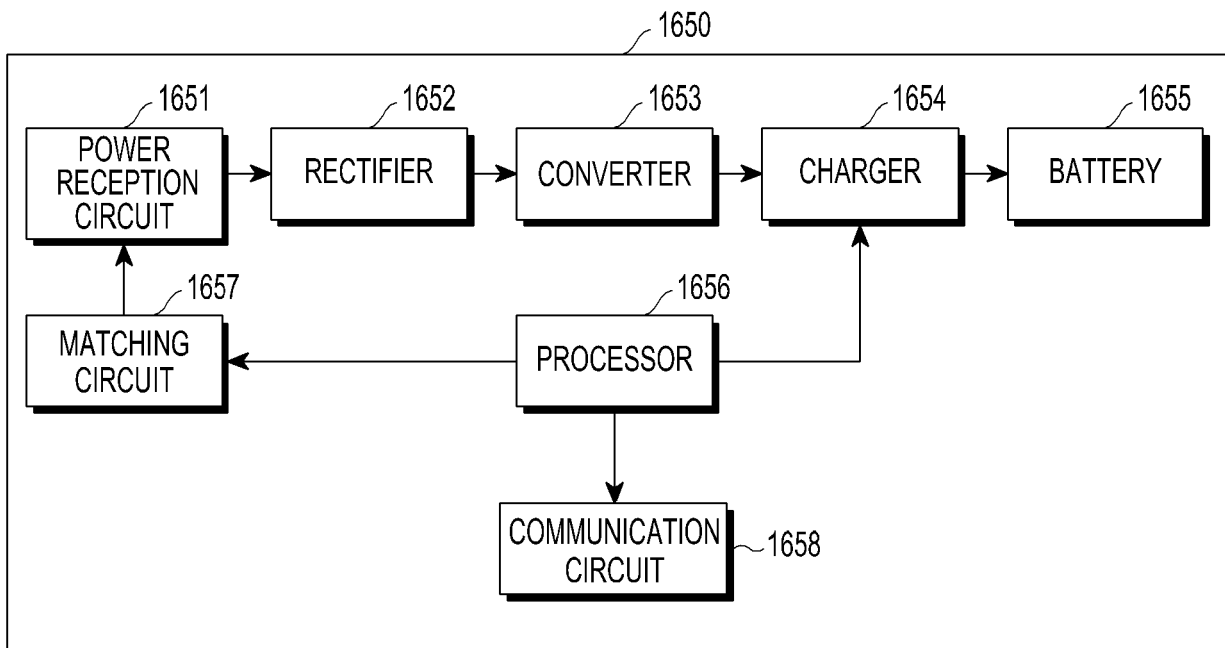 1650
1651
1652
1653
1654
1655
POWER
RECEPTION
CIRCUIT
RECTIFIER
CONVERTER
CHARGER
BATTERY
1657
1656
MATCHING
CIRCUIT
PROCESSOR
COMMUNICATION
CIRCUIT
1658